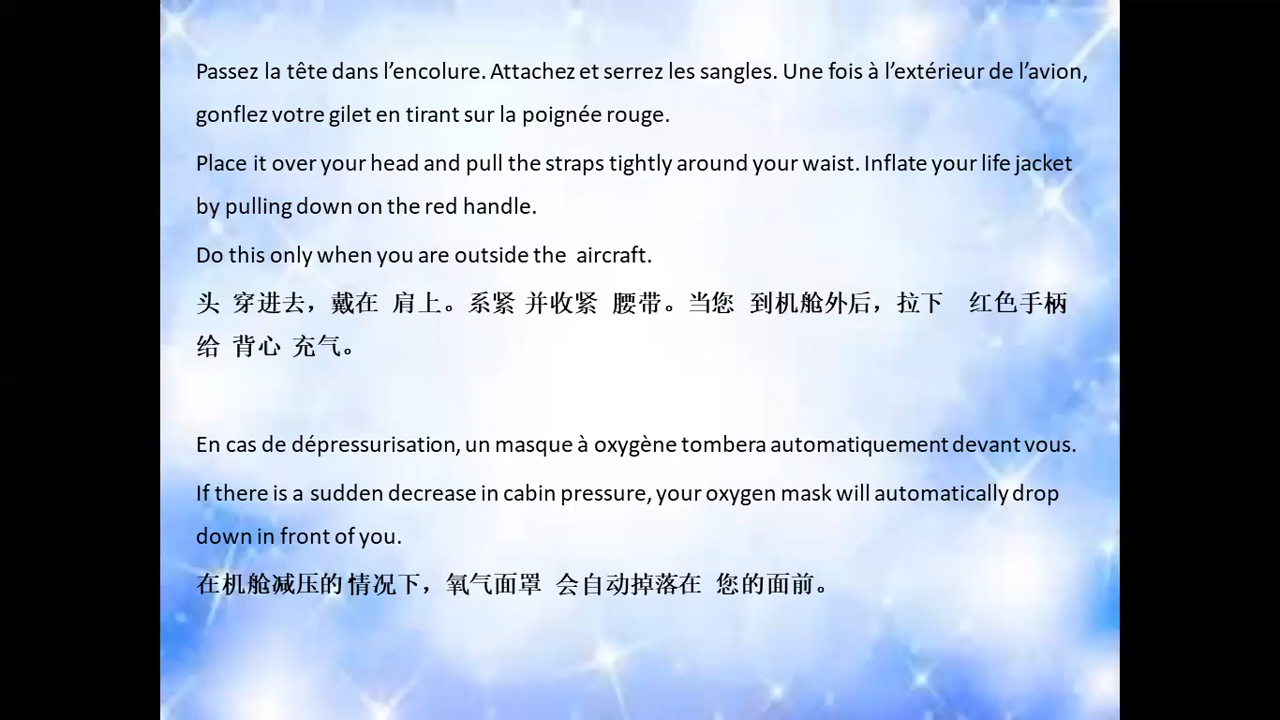 Passez la tête dans l’encolure. Attachez et serrez les sangles. Une fois à l’extérieur de l’avion,
gonflez votre gilet en tirant sur la poignée rouge.
Place it over your head and pull the straps tightly around your waist. Inflate your life jacket
by pulling down on the red handle.
Do this only when you are outside the aircraft.
头 穿进去，戴在 肩上。系紧 并收紧 腰带。当您 到机舱外后，拉下 红色手柄
给 背心 充气。
En cas de dépressurisation, un masque à oxygène tombera automatiquement devant vous.
If there is a sudden decrease in cabin pressure, your oxygen mask will automatically drop
down in front of you.
在机舱减压的情况下，氧气面罩 会自动掉落在 您的面前。